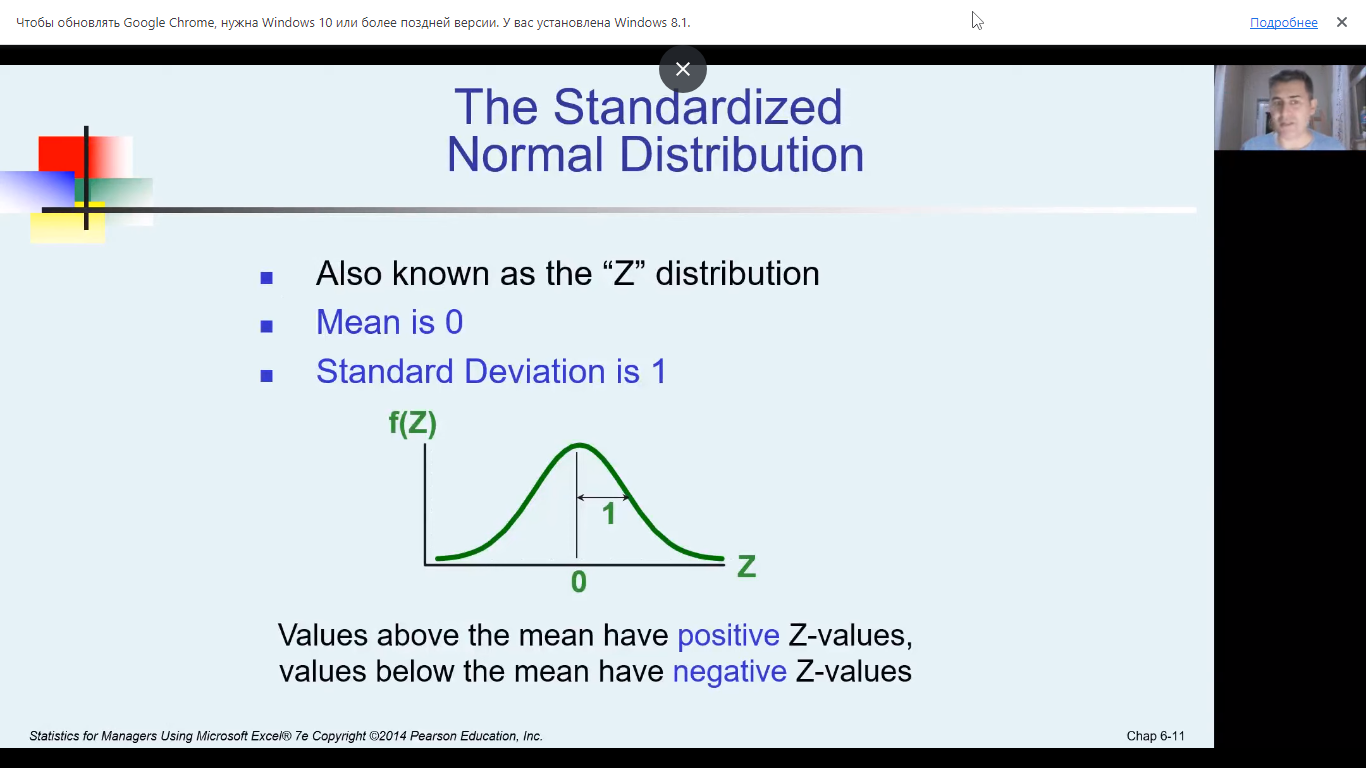 Чтобы обновлять Google Chrome, нужна Windows 10 или более поздней версии. У вас установлена Windows 8.1.
Подробнее
The Standardized
Normal Distribution
Also known as the “Z” distribution
Mean is 0
Standard Deviation is 1
f(Z)
1
Z
0
Values above the mean have positive Z-values,
values below the mean have negative Z-values
Statistics for Managers Using Microsoft Excel® 7e Copyright ©2014 Pearson Education, Inc.
Chap 6-11